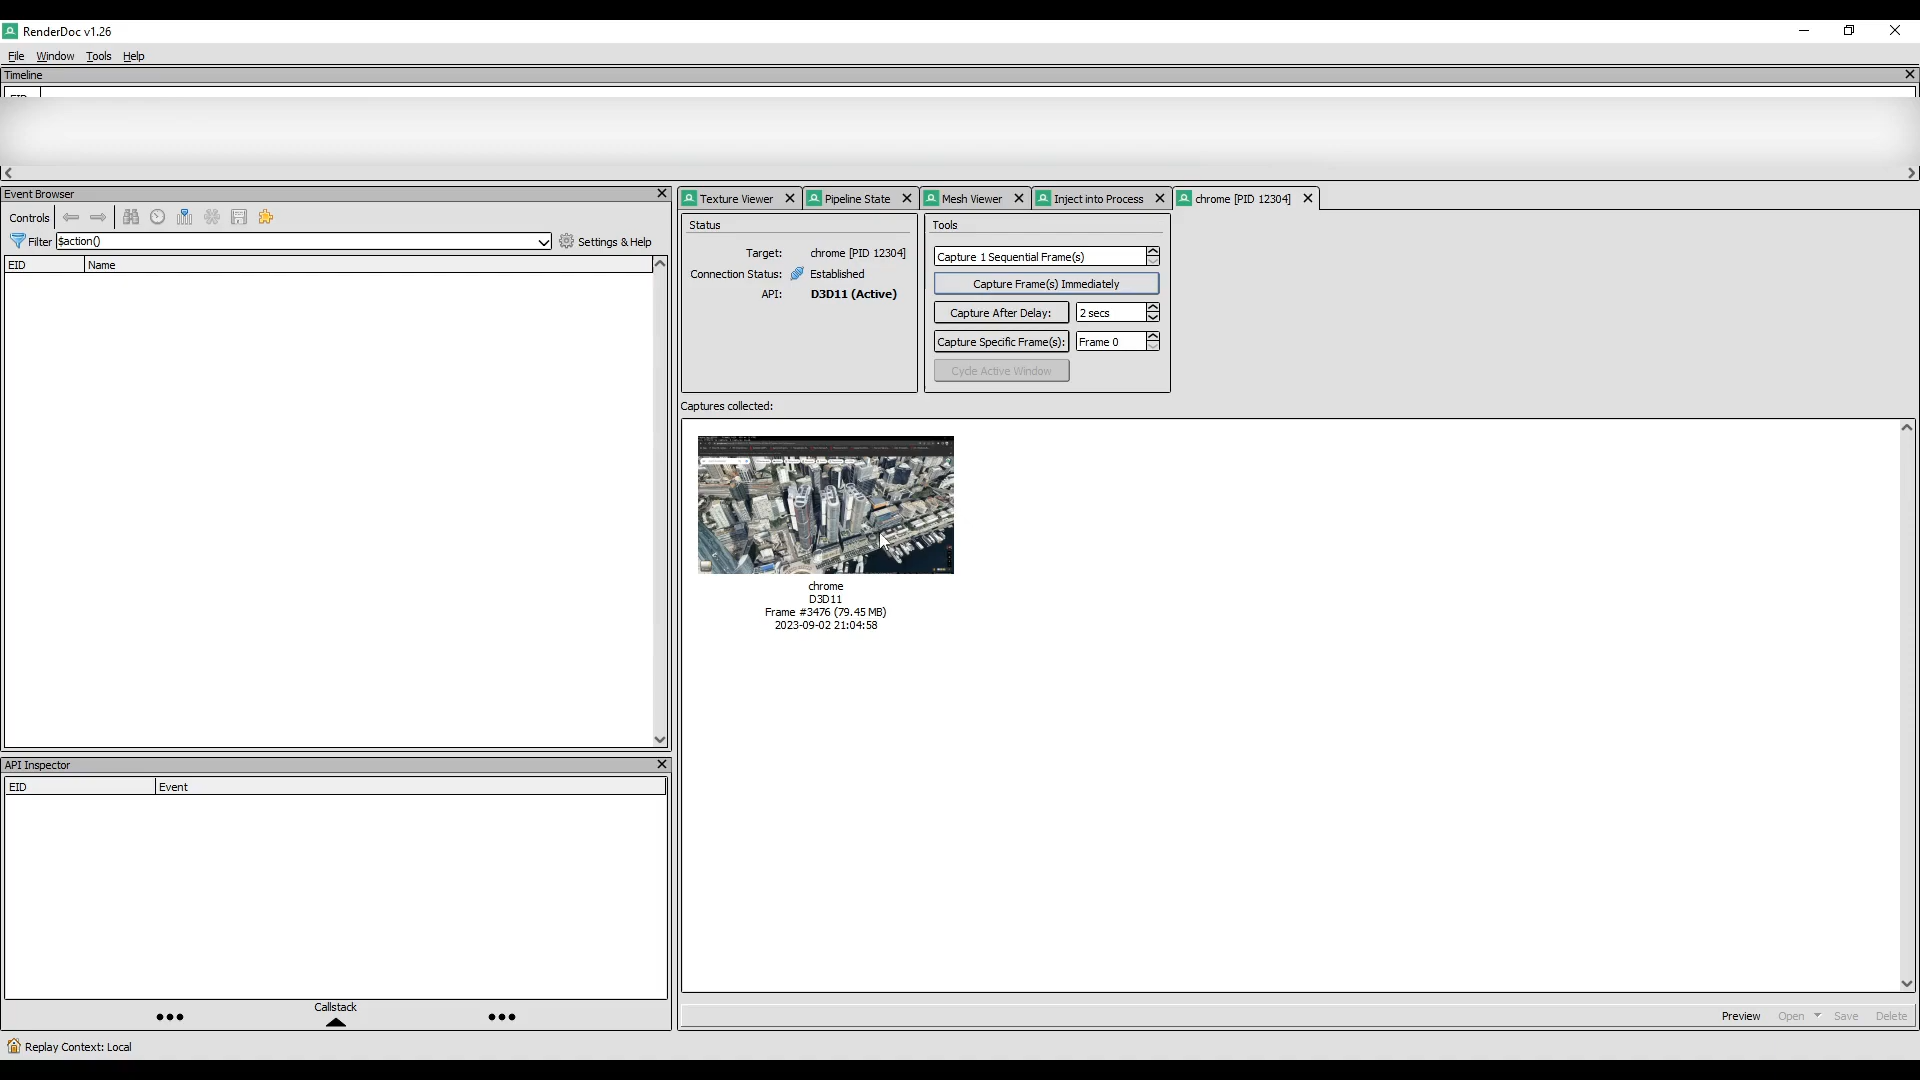 RenderDoc v1.26
File Window Tools Help
Timeline
EID
Event Browser
Controls
Filter $action() Settings & Help
EID Name
API Inspector
EID Event
Callstack
Texture Viewer Pipeline State Mesh Viewer Inject into Process chrome [PID 12304]
Status
Target: chrome [PID 12304]
Connection Status: Established
API: D3D11 (Active)
Tools
Capture 1 Sequential Frame(s)
Capture Frame(s) Immediately
Capture After Delay: 2 secs
Capture Specific Frame(s): Frame 0
Cycle Active Window
Captures collected:
chrome
D3D11
Frame #3476 (79.45 MB)
2023-09-02 21:04:58
Preview Open Save Delete
Replay Context: Local